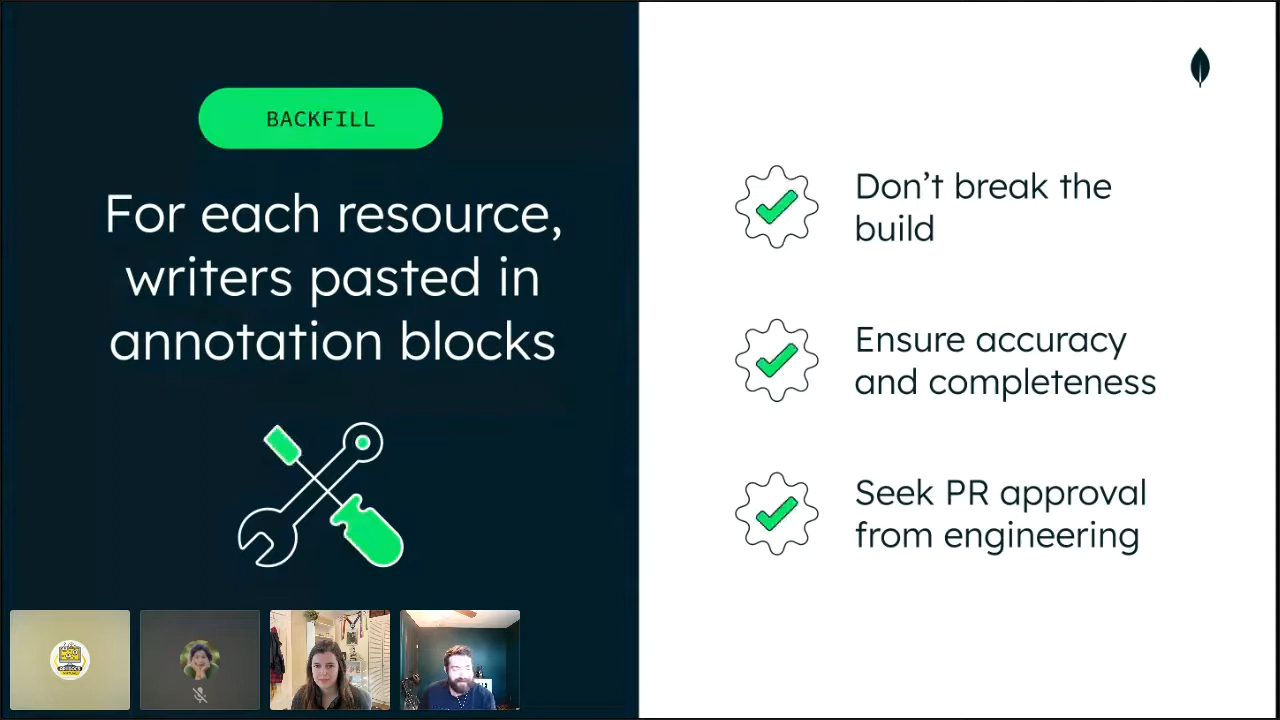 BACKFILL
For each resource,
writers pasted in
annotation blocks
Don’t break the
build
Ensure accuracy
and completeness
Seek PR approval
from engineering